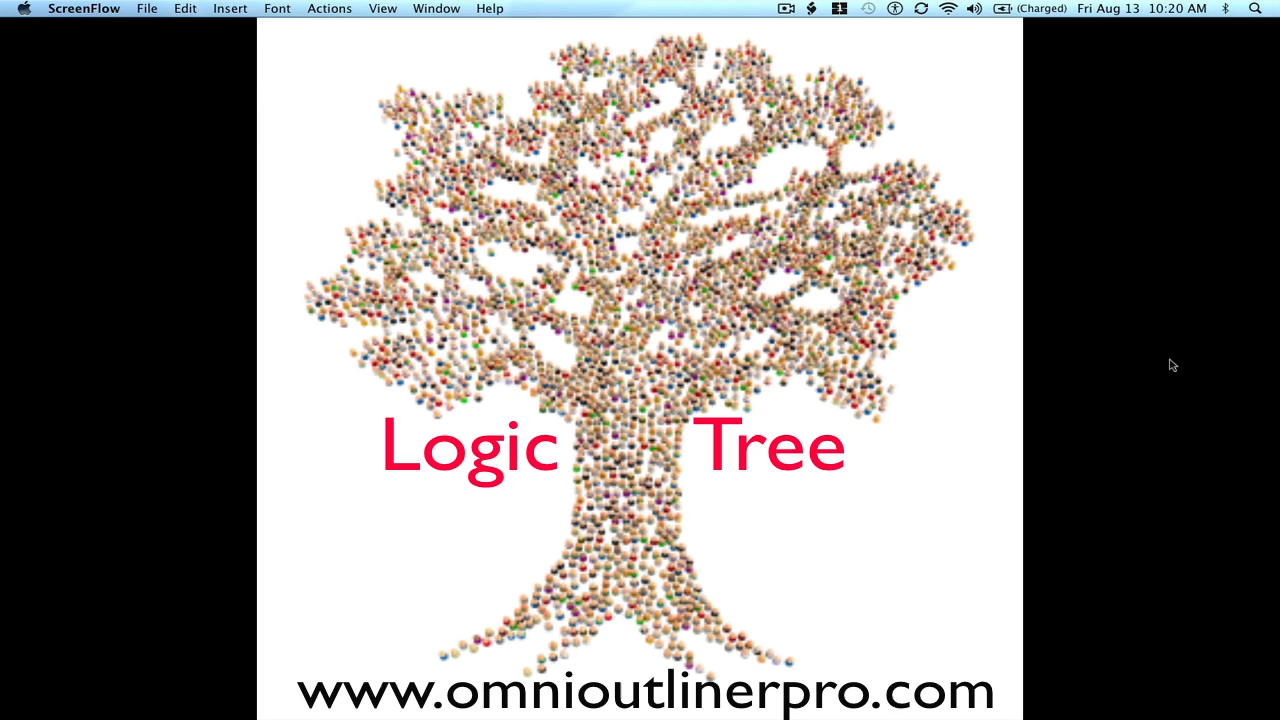 ScreenFlow File Edit Insert Font Actions View Window Help (Charged) Fri Aug 13 10:20 AM
Logic Tree
www.omnioutlinerpro.com